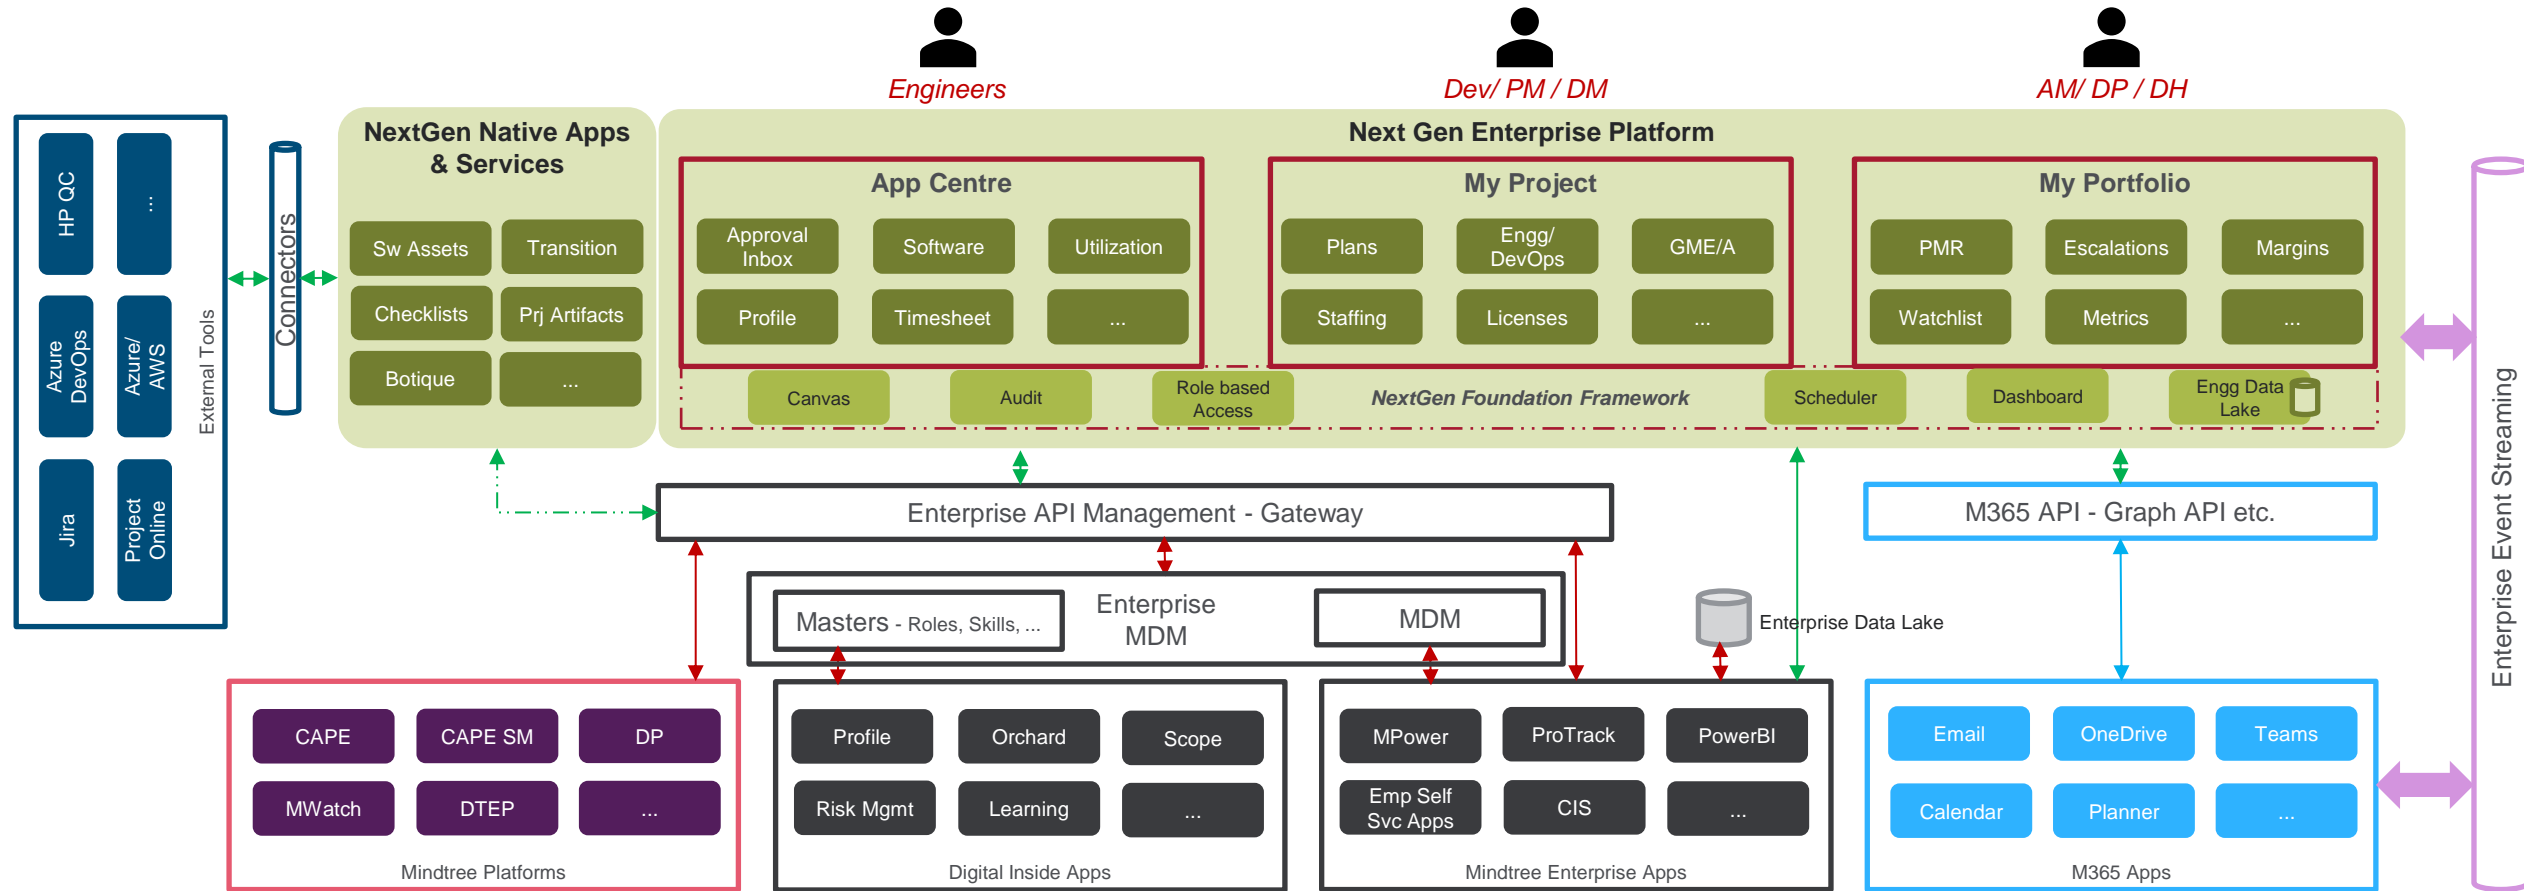 Engineers
Dev/ PM / DM
AM/ DP / DH
HP QC
...
Azure
DevOps
Azure/
AWS
Jira
Project
Online
External Tools
Connectors
NextGen Native Apps
& Services
Sw Assets
Transition
Checklists
Prj Artifacts
Botique
...
Next Gen Enterprise Platform
App Centre
Approval
Inbox
Software
Utilization
Profile
Timesheet
...
My Project
Plans
Engg/
DevOps
GME/A
Staffing
Licenses
...
My Portfolio
PMR
Escalations
Margins
Watchlist
Metrics
...
Canvas
Audit
Role based
Access
NextGen Foundation Framework
Scheduler
Dashboard
Engg Data
Lake
Enterprise API Management - Gateway
M365 API - Graph API etc.
Enterprise Event Streaming
Masters - Roles, Skills, ...
Enterprise
MDM
MDM
Enterprise Data Lake
CAPE
CAPE SM
DP
MWatch
DTEP
...
Mindtree Platforms
Profile
Orchard
Scope
Risk Mgmt
Learning
...
Digital Inside Apps
MPower
ProTrack
PowerBI
Emp Self
Svc Apps
CIS
...
Mindtree Enterprise Apps
Email
OneDrive
Teams
Calendar
Planner
...
M365 Apps